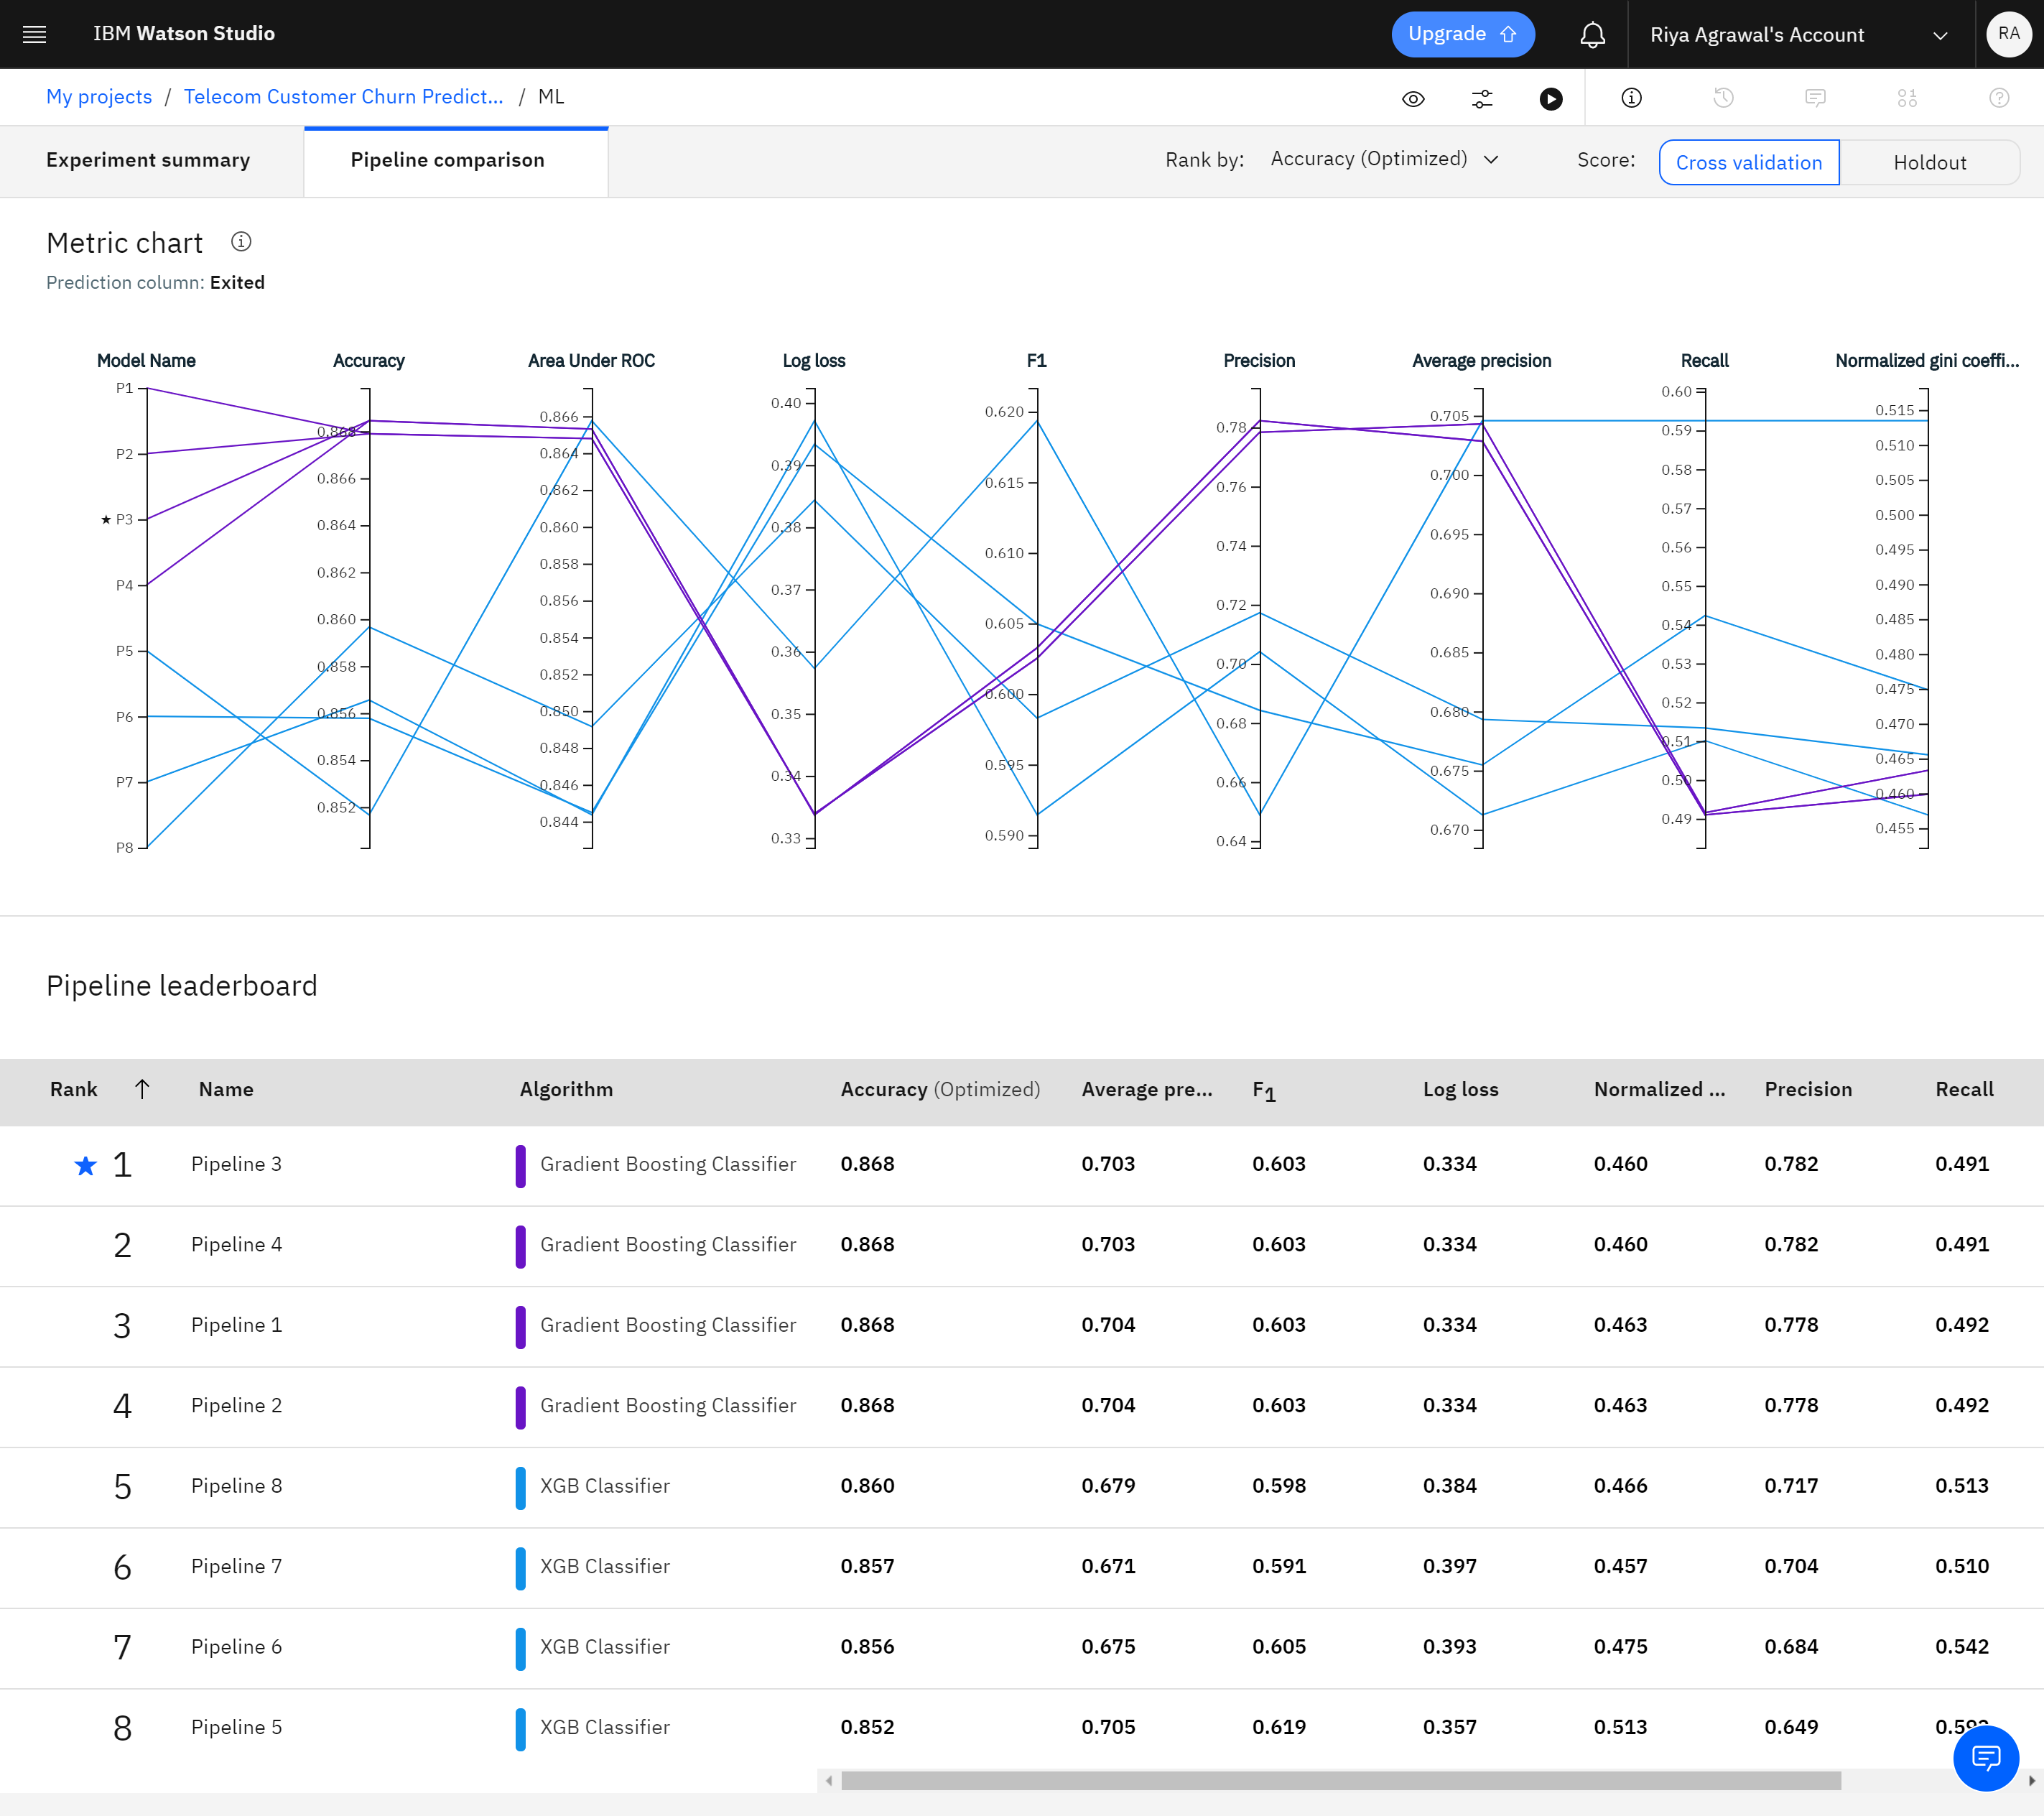 IBM Watson Studio
Upgrade
Riya Agrawal's Account
RA
My projects / Telecom Customer Churn Predict... / ML
Experiment summary
Pipeline comparison
Rank by: Accuracy (Optimized)
Score: Cross validation Holdout
Metric chart
Prediction column: Exited
Model Name Accuracy Area Under ROC Log loss F1 Precision Average precision Recall Normalized gini coeffi...
P1
P2
★ P3
P4
P5
P6
P7
P8
0.868
0.866
0.864
0.862
0.860
0.858
0.856
0.854
0.852
0.866
0.864
0.862
0.860
0.858
0.856
0.854
0.852
0.850
0.848
0.846
0.844
0.40
0.39
0.38
0.37
0.36
0.35
0.34
0.33
0.620
0.615
0.610
0.605
0.600
0.595
0.590
0.78
0.76
0.74
0.72
0.70
0.68
0.66
0.64
0.705
0.700
0.695
0.690
0.685
0.680
0.675
0.670
0.60
0.59
0.58
0.57
0.56
0.55
0.54
0.53
0.52
0.51
0.50
0.49
0.515
0.510
0.505
0.500
0.495
0.490
0.485
0.480
0.475
0.470
0.465
0.460
0.455
Pipeline leaderboard
Rank Name Algorithm Accuracy (Optimized) Average pre... F1 Log loss Normalized ... Precision Recall
1 Pipeline 3 Gradient Boosting Classifier 0.868 0.703 0.603 0.334 0.460 0.782 0.491
2 Pipeline 4 Gradient Boosting Classifier 0.868 0.703 0.603 0.334 0.460 0.782 0.491
3 Pipeline 1 Gradient Boosting Classifier 0.868 0.704 0.603 0.334 0.463 0.778 0.492
4 Pipeline 2 Gradient Boosting Classifier 0.868 0.704 0.603 0.334 0.463 0.778 0.492
5 Pipeline 8 XGB Classifier 0.860 0.679 0.598 0.384 0.466 0.717 0.513
6 Pipeline 7 XGB Classifier 0.857 0.671 0.591 0.397 0.457 0.704 0.510
7 Pipeline 6 XGB Classifier 0.856 0.675 0.605 0.393 0.475 0.684 0.542
8 Pipeline 5 XGB Classifier 0.852 0.705 0.619 0.357 0.513 0.649